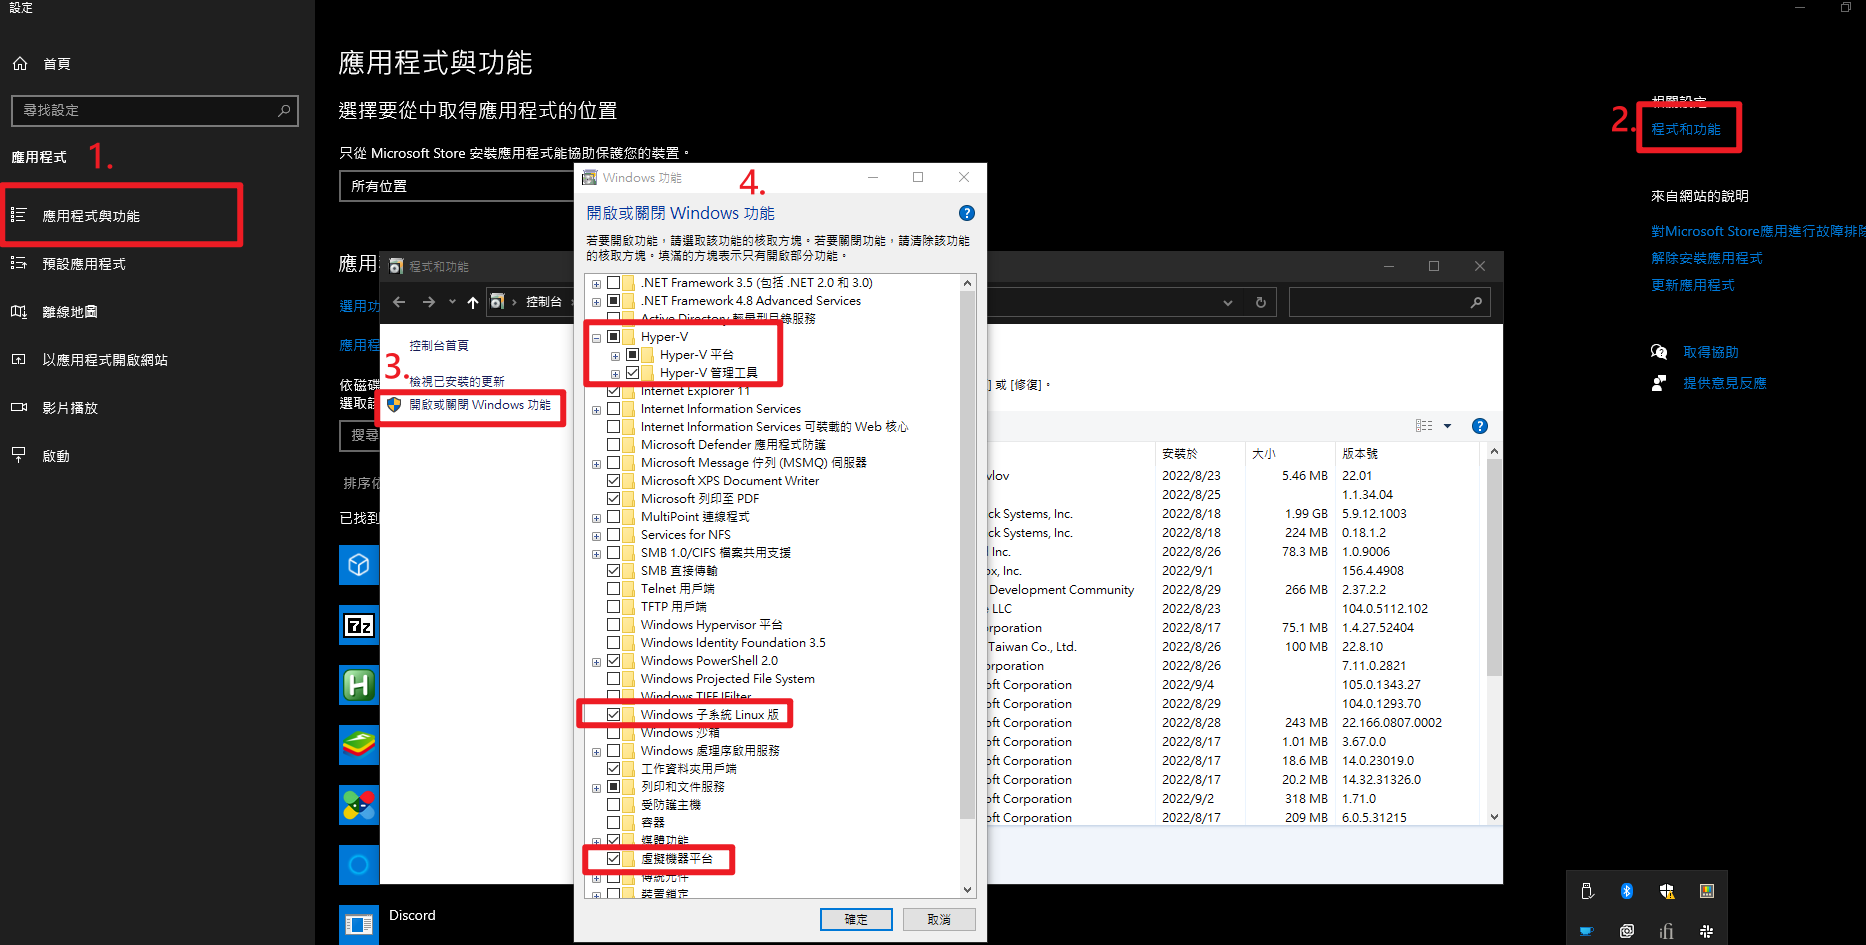 設定
首頁
尋找設定
應用程式
1.
應用程式與功能
預設應用程式
離線地圖
以應用程式開啟網站
影片播放
啟動
應用程式與功能
選擇要從中取得應用程式的位置
只從 Microsoft Store 安裝應用程式能協助保護您的裝置。
所有位置
應用
選用功
應用程
依磁碟
選取該
搜尋
排序依
已找到
Discord
2.
相關設定
程式和功能
來自網站的說明
對Microsoft Store應用進行故障排除
解除安裝應用程式
更新應用程式
取得協助
提供意見反應
程式和功能
控制台
控制台首頁
3.
檢視已安裝的更新
開啟或關閉 Windows 功能
] 或 [修復]。
安裝於 大小 版本號
vlov 2022/8/23 5.46 MB 22.01
2022/8/25 1.1.34.04
ck Systems, Inc. 2022/8/18 1.99 GB 5.9.12.1003
ck Systems, Inc. 2022/8/18 224 MB 0.18.1.2
Inc. 2022/8/26 78.3 MB 1.0.9006
ox, Inc. 2022/9/1 156.4.4908
Development Community 2022/8/29 266 MB 2.37.2.2
LLC 2022/8/23 104.0.5112.102
orporation 2022/8/17 75.1 MB 1.4.27.52404
Taiwan Co., Ltd. 2022/8/26 100 MB 22.8.10
orporation 2022/8/26 7.11.0.2821
oft Corporation 2022/9/4 105.0.1343.27
oft Corporation 2022/8/29 104.0.1293.70
oft Corporation 2022/8/28 243 MB 22.166.0807.0002
oft Corporation 2022/8/17 1.01 MB 3.67.0.0
oft Corporation 2022/8/17 18.6 MB 14.0.23019.0
oft Corporation 2022/8/17 20.2 MB 14.32.31326.0
oft Corporation 2022/9/2 318 MB 1.71.0
oft Corporation 2022/8/17 209 MB 6.0.5.31215
Windows 功能
4.
開啟或關閉 Windows 功能
若要開啟功能，請選取該功能的核取方塊。若要關閉功能，請清除該功能
的核取方塊。填滿的方塊表示只有開啟部分功能。
.NET Framework 3.5 (包括 .NET 2.0 和 3.0)
.NET Framework 4.8 Advanced Services
Active Directory 輕量型目錄服務
Hyper-V
Hyper-V 平台
Hyper-V 管理工具
Internet Explorer 11
Internet Information Services
Internet Information Services 可裝載的 Web 核心
Microsoft Defender 應用程式防護
Microsoft Message 佇列 (MSMQ) 伺服器
Microsoft XPS Document Writer
Microsoft 列印至 PDF
MultiPoint 連線程式
Services for NFS
SMB 1.0/CIFS 檔案共用支援
SMB 直接傳輸
Telnet 用戶端
TFTP 用戶端
Windows Hypervisor 平台
Windows Identity Foundation 3.5
Windows PowerShell 2.0
Windows Projected File System
Windows TIFF IFilter
Windows 子系統 Linux 版
Windows 沙箱
Windows 處理序啟用服務
工作資料夾用戶端
列印和文件服務
受防護主機
容器
媒體功能
虛擬機器平台
傳統元件
裝置鎖定
確定
取消